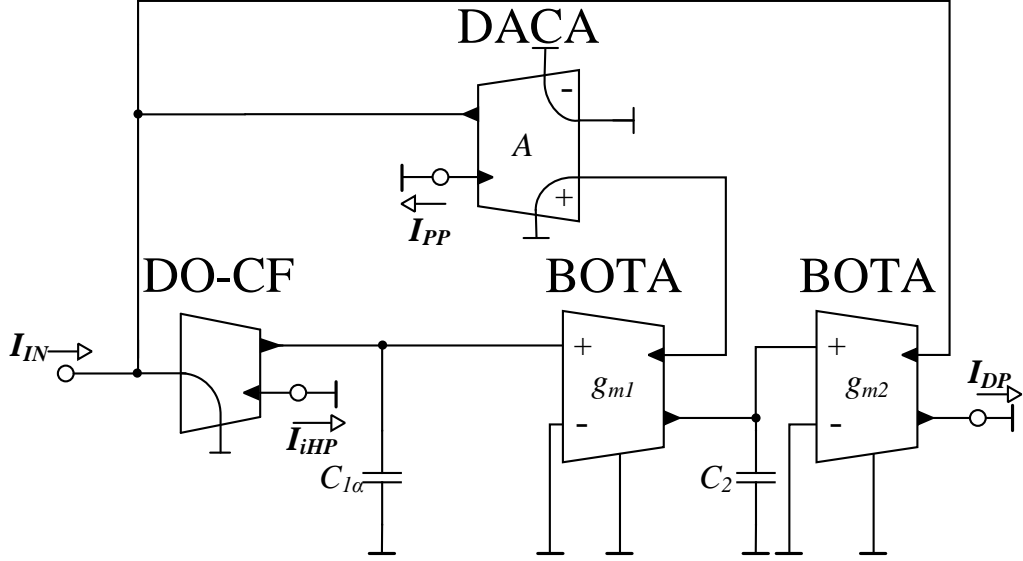 DACA
-
A
+
I_PP
DO-CF
BOTA
BOTA
I_IN
+
g_m1
-
+
g_m2
-
I_DP
I_iHP
C_1α
C_2